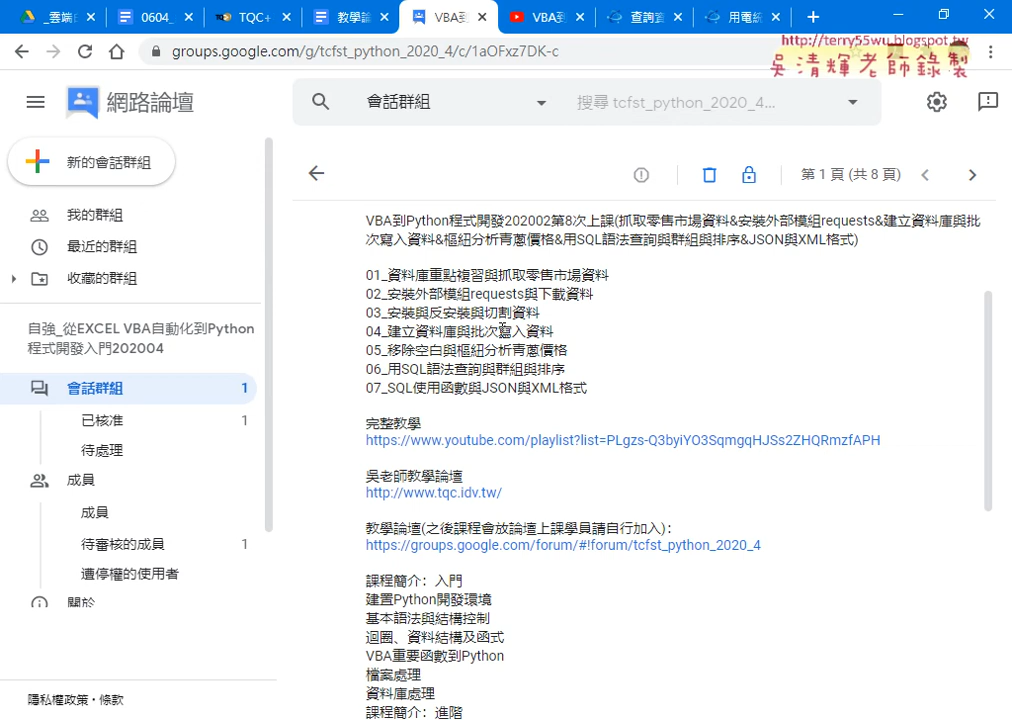 _雲端
0604_
TQC+
教學論
VBA到
VBA到
查詢實
用電統
groups.google.com/g/tcfst_python_2020_4/c/1aOFxz7DK-c
http://terry55wu.blogspot.tw
吳清輝老師錄製
網路論壇
會話群組
搜尋 tcfst_python_2020_4...
新的會話群組
第 1 頁 (共 8 頁)
我的群組
最近的群組
收藏的群組
自強_從EXCEL VBA自動化到Python
程式開發入門202004
會話群組 1
已核准 1
待處理
成員
成員
待審核的成員 1
遭停權的使用者
關於
隱私權政策・條款
VBA到Python程式開發202002第8次上課(抓取零售市場資料&安裝外部模組requests&建立資料庫與批
次寫入資料&樞紐分析青蔥價格&用SQL語法查詢與群組與排序&JSON與XML格式)
01_資料庫重點複習與抓取零售市場資料
02_安裝外部模組requests與下載資料
03_安裝與反安裝與切割資料
04_建立資料庫與批次寫入資料
05_移除空白與樞紐分析青蔥價格
06_用SQL語法查詢與群組與排序
07_SQL使用函數與JSON與XML格式
完整教學
https://www.youtube.com/playlist?list=PLgzs-Q3byiYO3SqmgqHJSs2ZHQRmzfAPH
吳老師教學論壇
http://www.tqc.idv.tw/
教學論壇(之後課程會放論壇上課學員請自行加入):
https://groups.google.com/forum/#!forum/tcfst_python_2020_4
課程簡介：入門
建置Python開發環境
基本語法與結構控制
迴圈、資料結構及函式
VBA重要函數到Python
檔案處理
資料庫處理
課程簡介：進階